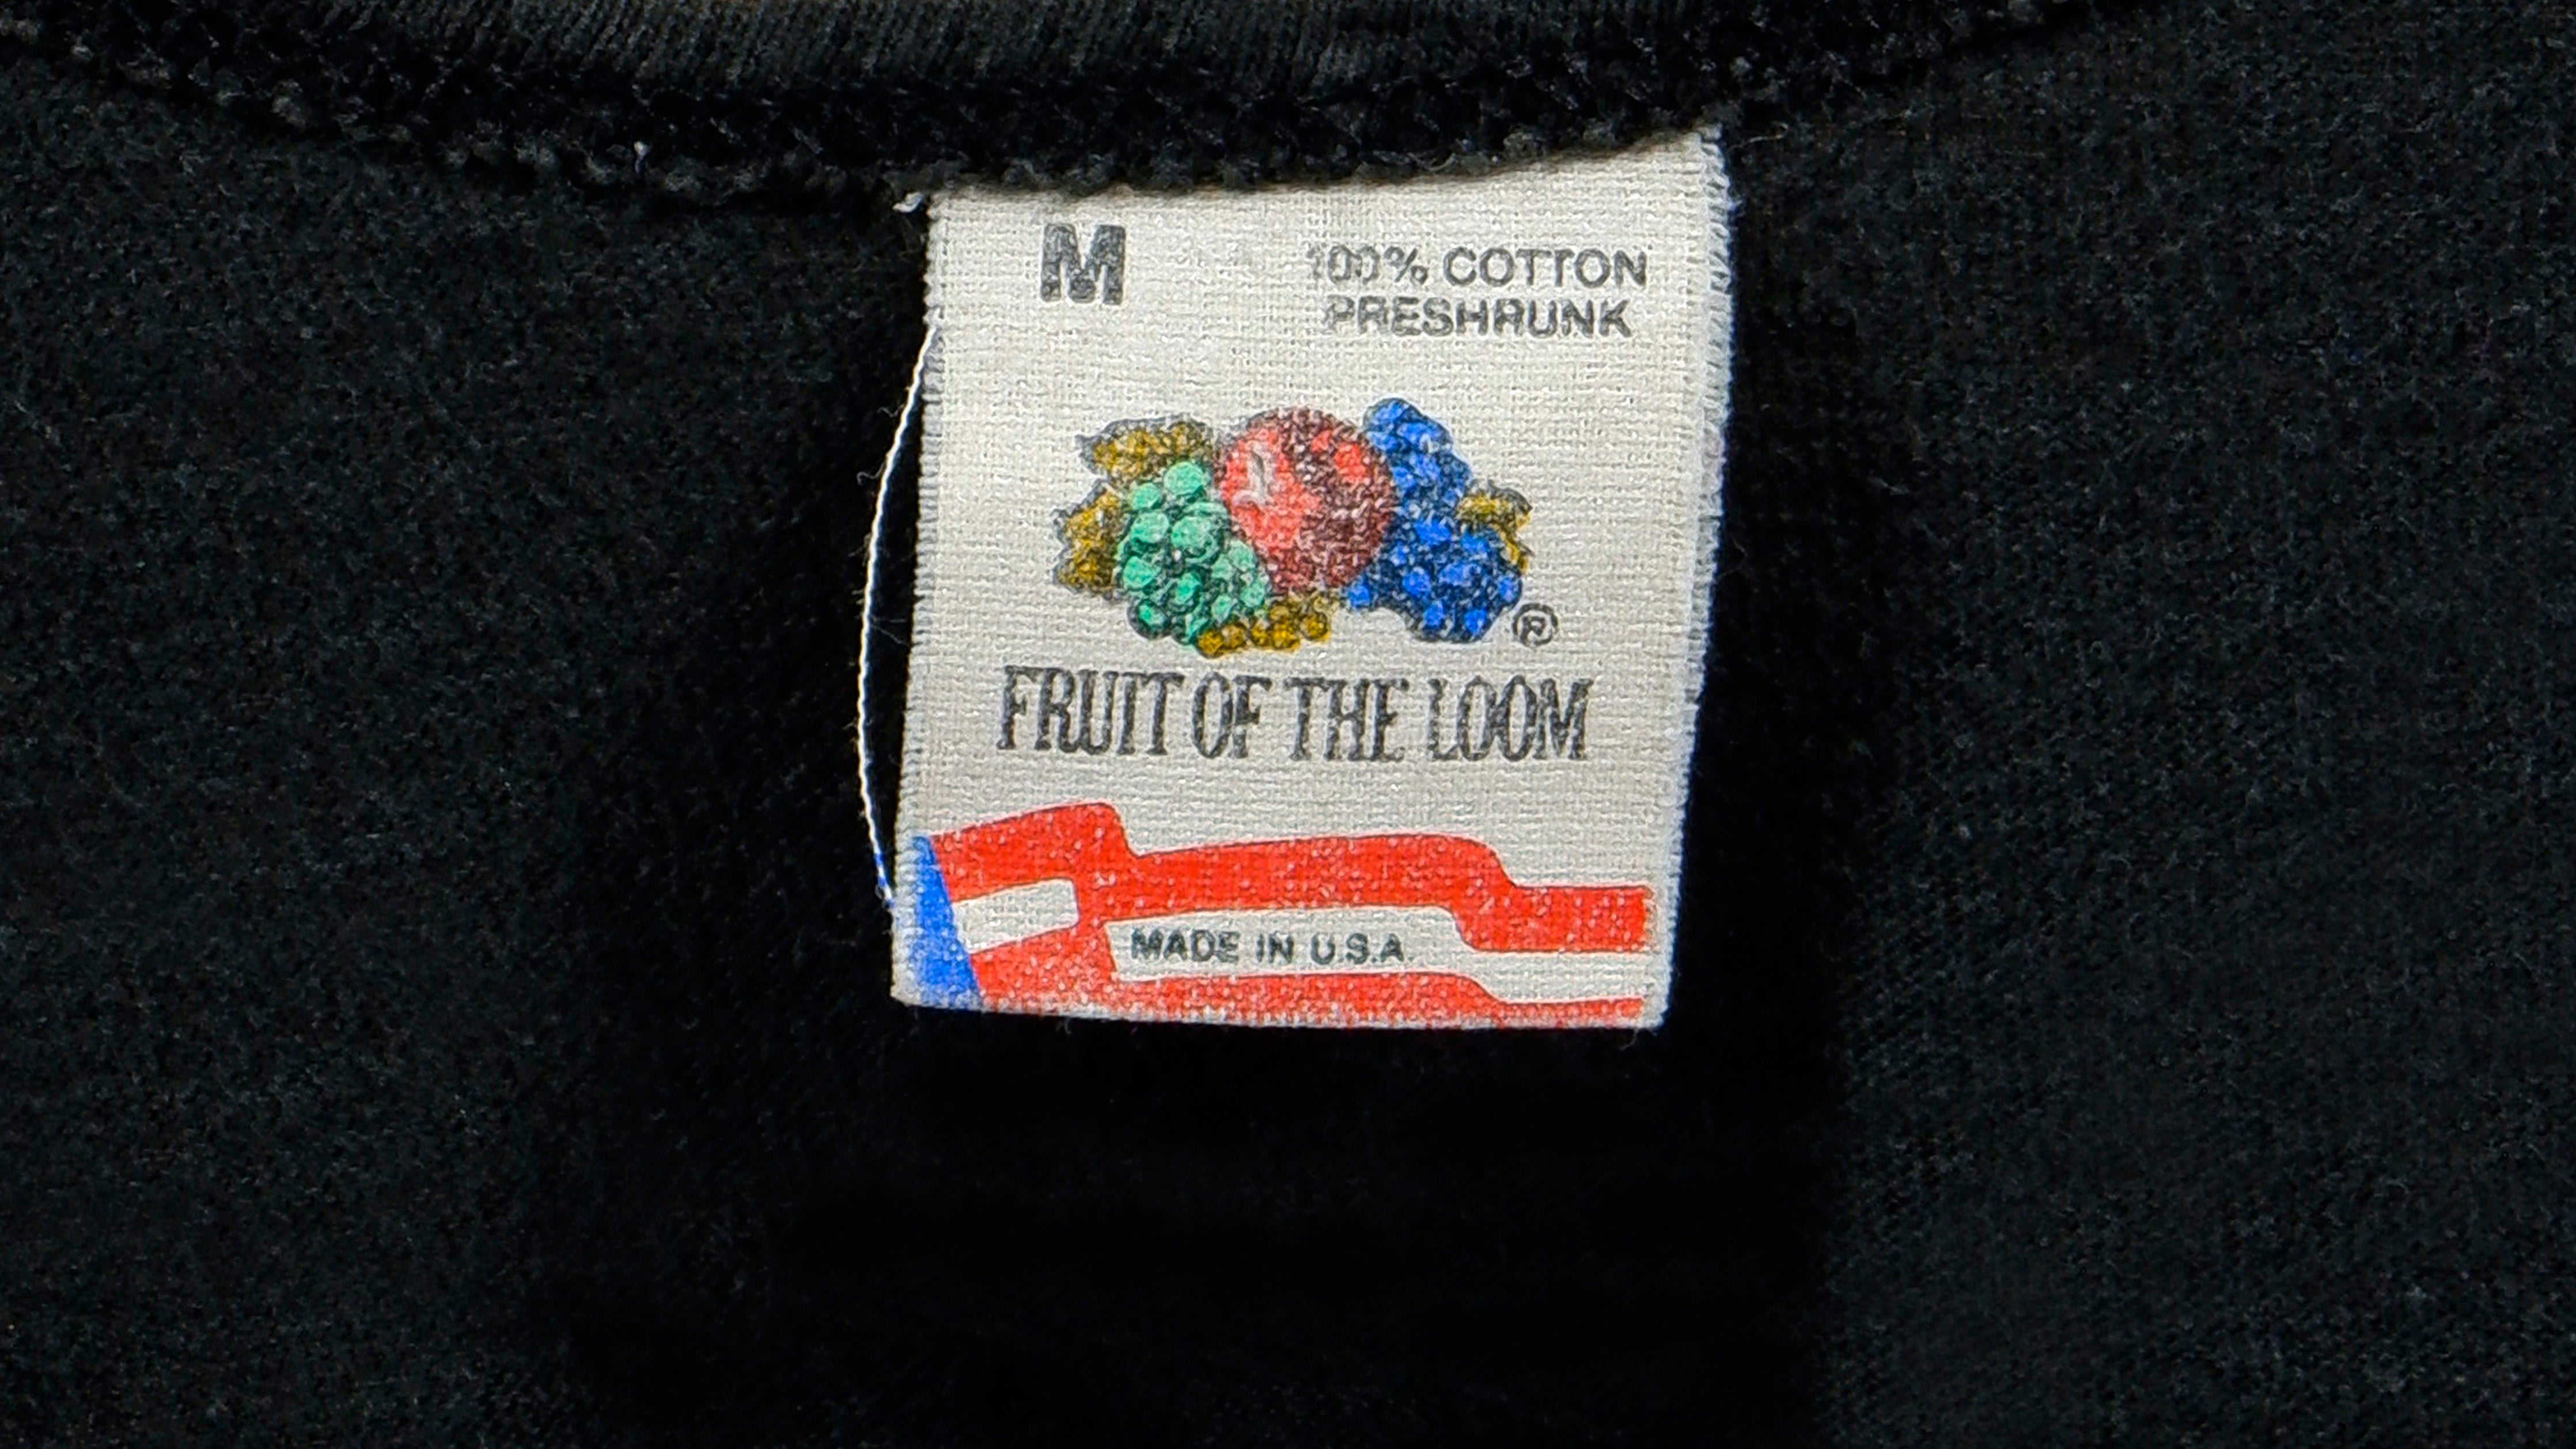 M
100% COTTON
PRESHRUNK
®
FRUIT OF THE LOOM
MADE IN U.S.A.